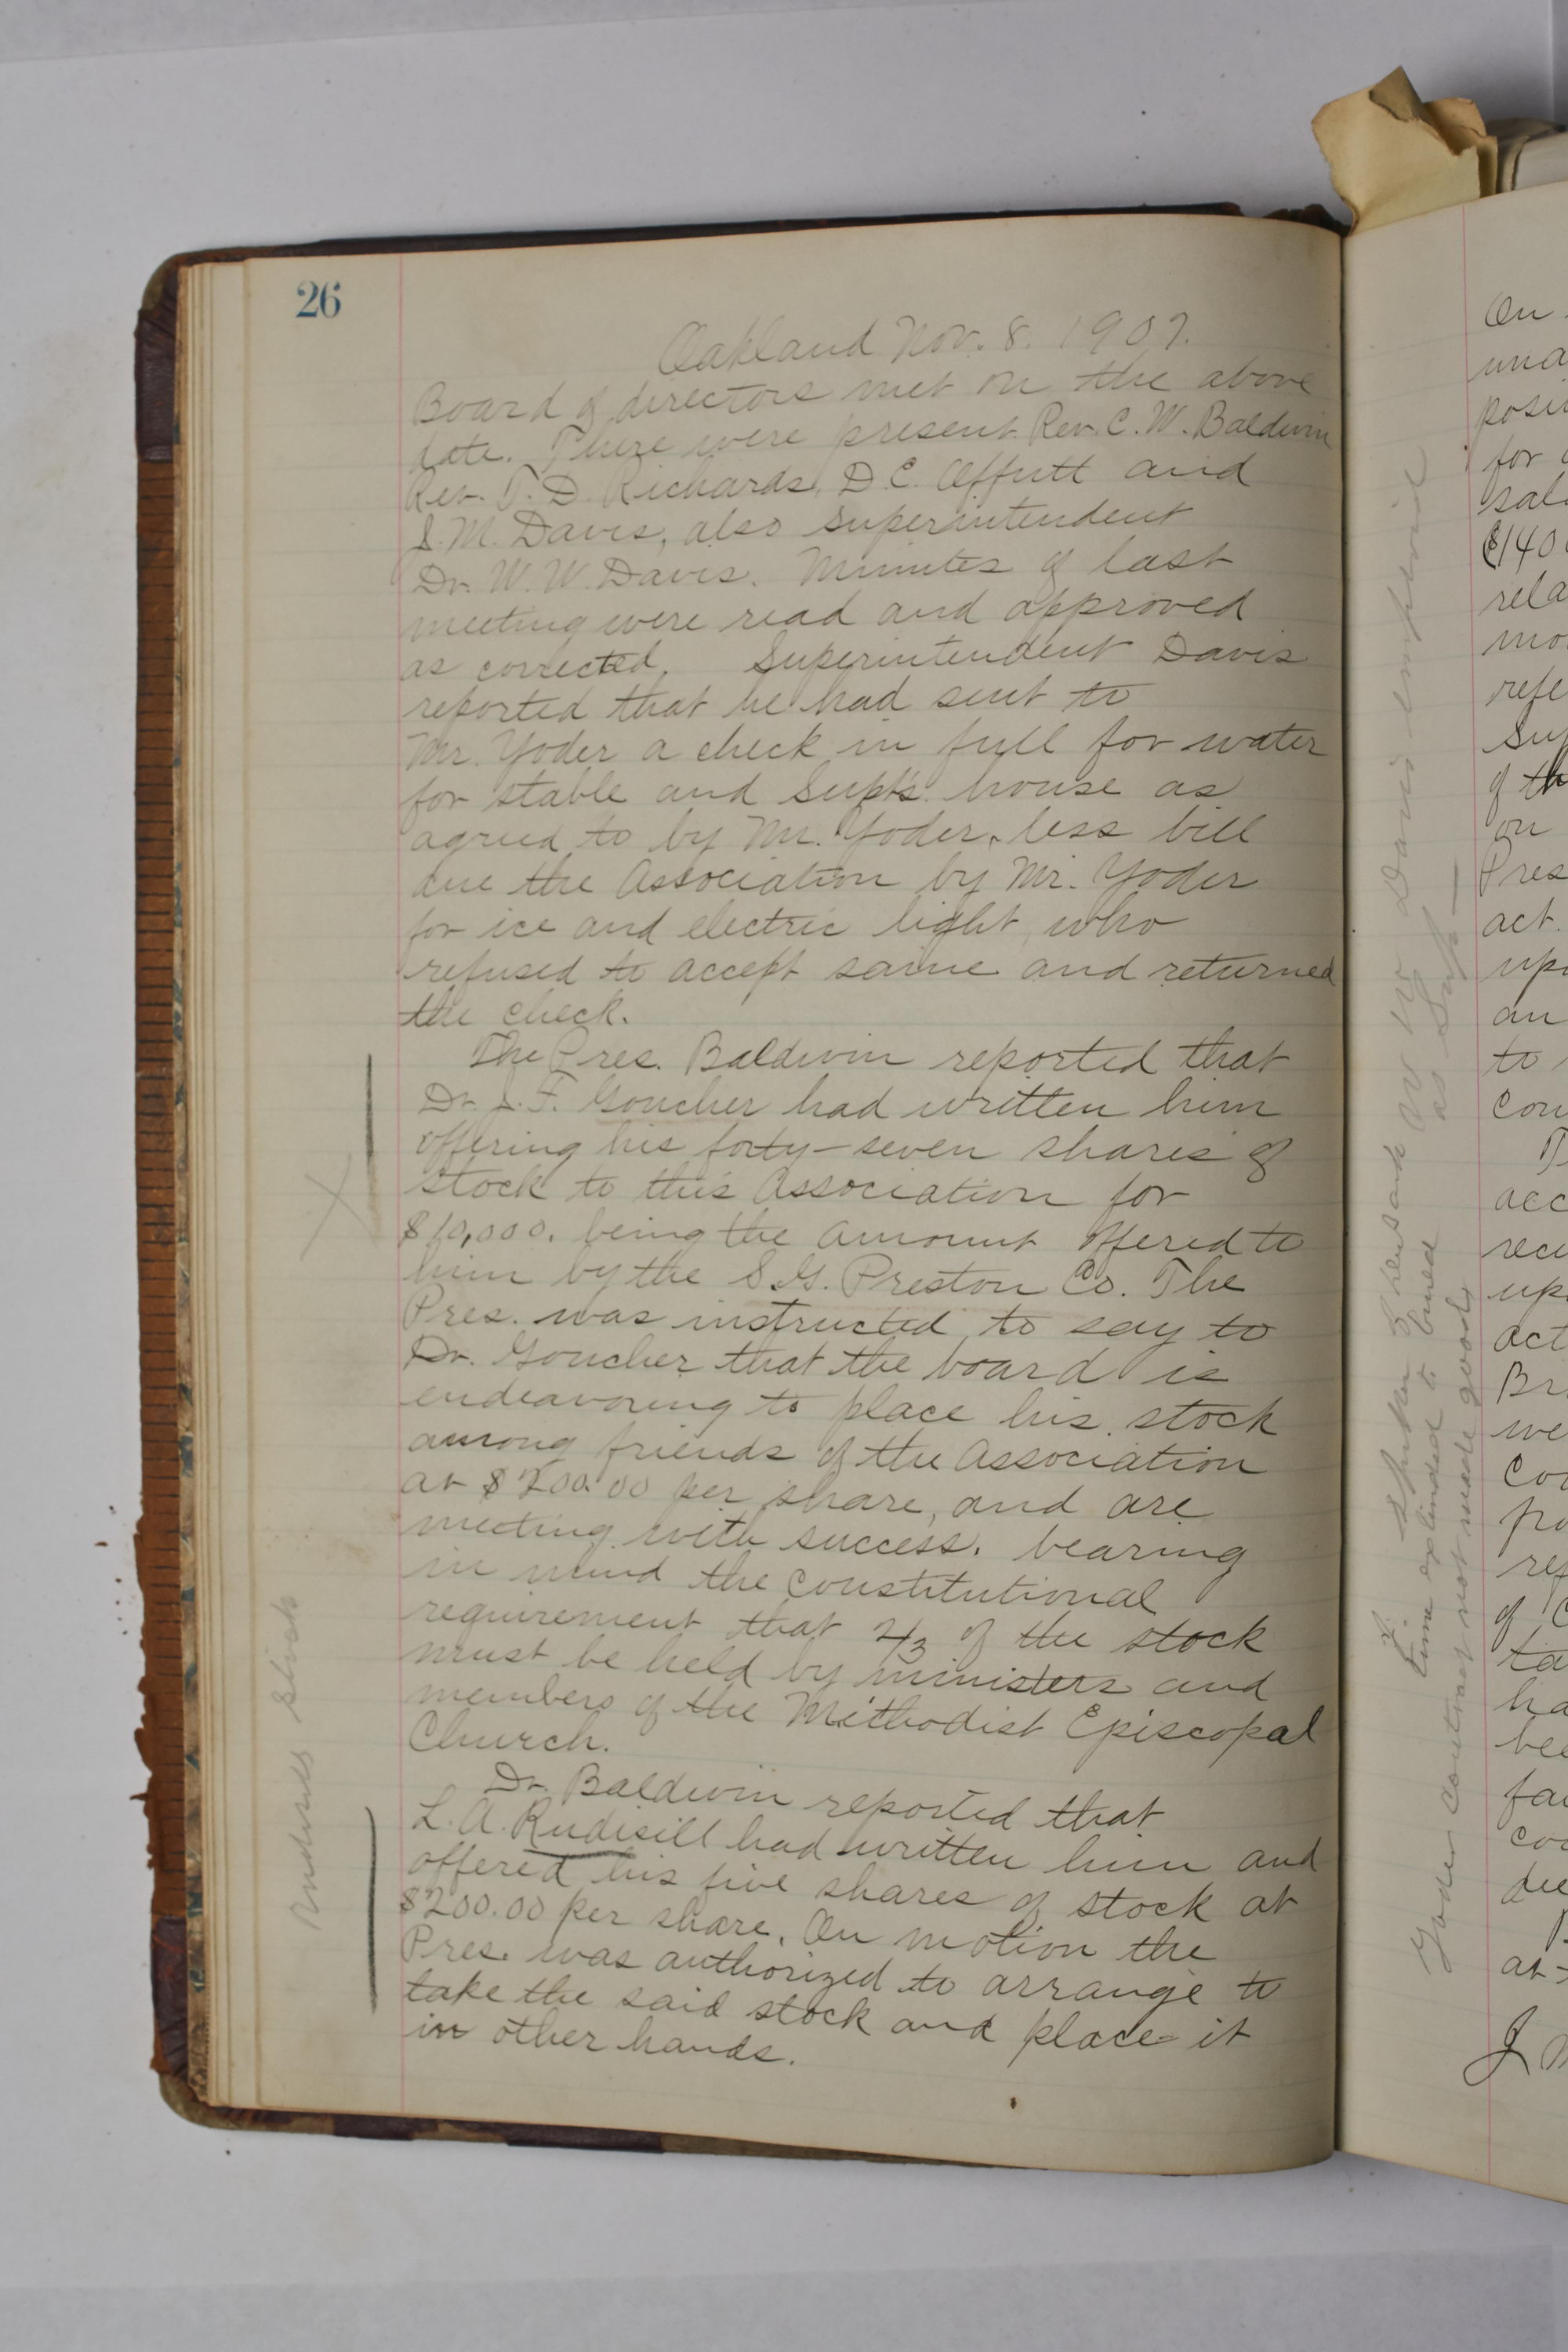 26
Oakland Nov. 8. 1907.
Board of directors met on the above
date. There were present Rev. C. W. Baldwin
Rev. T. D. Richards, D. C. Offutt and
S. M. Davis, also Superintendent
Dr. W. W. Davis. Minutes of last
meeting were read and approved
as corrected. Superintendent Davis
reported that he had sent to
Mr. Yoder a check in full for water
for stable and Supt's. house as
agreed to by Mr. Yoder, less bill
due the Association by Mr. Yoder
for ice and electric light, who
refused to accept same and returned
the check.
The Pres. Baldwin reported that
Dr. J. F. Goucher had written him
offering his forty-seven shares of
stock to this Association for
$10,000. being the amount offered to
him by the S. G. Preston Co. The
Pres. was instructed to say to
Dr. Goucher that the board is
endeavoring to place his stock
among friends of the Association
at $200.00 per share, and are
meeting with success. bearing
in mind the constitutional
requirement that 2/3 of the stock
must be held by ministers and
members of the Methodist Episcopal
Church.
Dr. Baldwin reported that
L. A. Rudisill had written him and
offered his five shares of stock at
$200.00 per share. On motion the
Pres. was authorized to arrange to
take the said stock and place it
in other hands.
Rudisill's stock
W W Davis employed
as Supt
time extended to
Yoder contract not made good
On
una
posi
for
sal
$140
rela
mo
refe
Sup
of th
on
Pres
act.
upo
an
to
con
acc
rec
upo
act
Br
we
Co
po
ref
of C
ta
ha
bee
fa
co
due
at
J